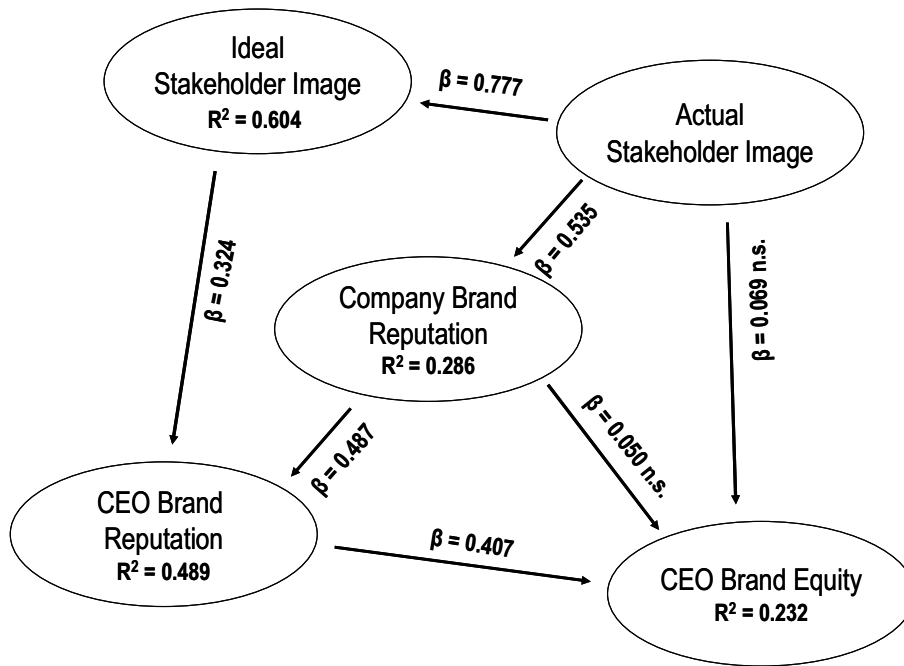 Ideal
Stakeholder Image
R² = 0.604
β = 0.777
Actual
Stakeholder Image
β = 0.535
β = 0.324
β = 0.069 n.s.
Company Brand
Reputation
R² = 0.286
β = 0.487
β = 0.050 n.s.
CEO Brand
Reputation
R² = 0.489
β = 0.407
CEO Brand Equity
R² = 0.232